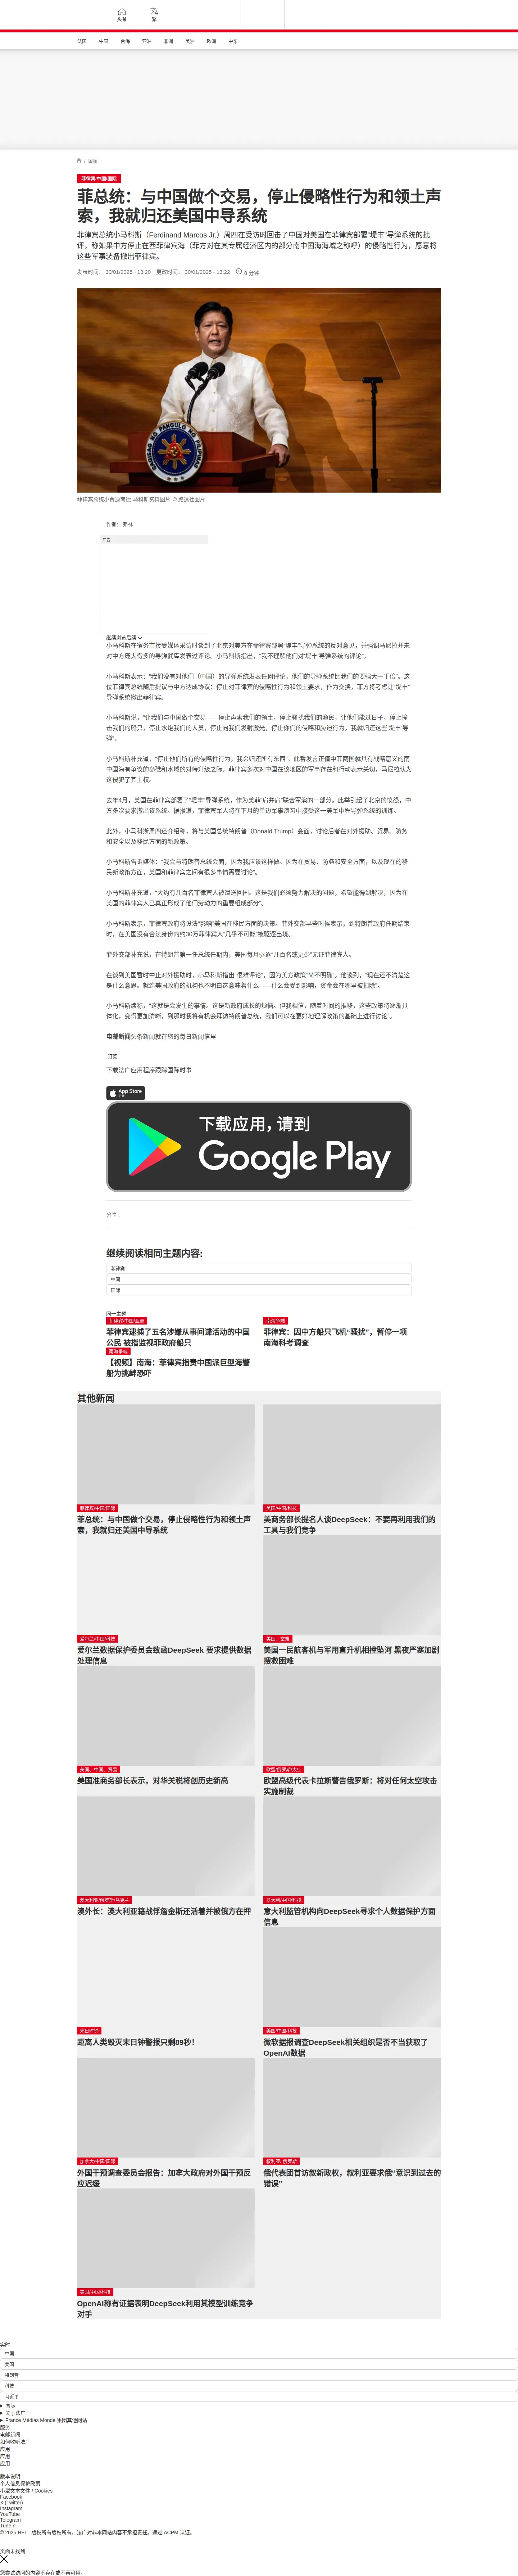 头条
繁
法国 中国 台海 亚洲 非洲 美洲 欧洲 中东
/ 国际
菲律宾/中国/国际
菲总统：与中国做个交易，停止侵略性行为和领土声
索，我就归还美国中导系统
菲律宾总统小马科斯（Ferdinand Marcos Jr.）周四在受访时回击了中国对美国在菲律宾部署“堤丰”导弹系统的批
评，称如果中方停止在西菲律宾海（菲方对在其专属经济区内的部分南中国海海域之称呼）的侵略性行为，愿意将
这些军事装备撤出菲律宾。
发表时间： 30/01/2025 - 13:20 更改时间： 30/01/2025 - 13:22 8 分钟
菲律宾总统小费迪南德·马科斯资料图片 © 路透社图片
作者： 弗林
广告
继续浏览后续
小马科斯在宿务市接受媒体采访时谈到了北京对美方在菲律宾部署“堤丰”导弹系统的反对意见，并强调马尼拉并未
对中方庞大得多的导弹武库发表过评论。小马科斯指出，“我不理解他们对‘堤丰’导弹系统的评论”。
小马科斯表示：“我们没有对他们（中国）的导弹系统发表任何评论，他们的导弹系统比我们的要强大一千倍”。这
位菲律宾总统随后提议与中方达成协议：停止对菲律宾的侵略性行为和领土要求，作为交换，菲方将考虑让“堤丰”
导弹系统撤出菲律宾。
小马科斯说，“让我们与中国做个交易——停止声索我们的领土，停止骚扰我们的渔民，让他们能过日子，停止撞
击我们的船只，停止水炮我们的人员，停止向我们发射激光，停止你们的侵略和胁迫行为，我就归还这些‘堤丰’导
弹”。
小马科斯补充道，“停止他们所有的侵略性行为，我会归还所有东西”。此番发言正值中菲两国就具有战略意义的南
中国海有争议的岛礁和水域的对峙升级之际。菲律宾多次对中国在该地区的军事存在和行动表示关切，马尼拉认为
这侵犯了其主权。
去年4月，美国在菲律宾部署了“堤丰”导弹系统，作为美菲“肩并肩”联合军演的一部分。此举引起了北京的愤怒，中
方多次要求撤出该系统。据报道，菲律宾军人将在下月的单边军事演习中接受这一美军中程导弹系统的训练。
此外，小马科斯周四还介绍称，将与美国总统特朗普（Donald Trump）会面，讨论后者在对外援助、贸易、防务
和安全以及移民方面的新政策。
小马科斯告诉媒体：“我会与特朗普总统会面，因为我应该这样做，因为在贸易、防务和安全方面，以及现在的移
民新政策方面，美国和菲律宾之间有很多事情需要讨论”。
小马科斯补充道，“大约有几百名菲律宾人被遣送回国。这是我们必须努力解决的问题，希望能得到解决，因为在
美国的菲律宾人已真正形成了他们劳动力的重要组成部分”。
小马科斯表示，菲律宾政府将设法“影响”美国在移民方面的决策。菲外交部早些时候表示，到特朗普政府任期结束
时，在美国没有合法身份的约30万菲律宾人“几乎不可能”被驱逐出境。
菲外交部补充说，在特朗普第一任总统任期内，美国每月驱逐“几百名或更少”无证菲律宾人。
在谈到美国暂时中止对外援助时，小马科斯指出“很难评论”，因为美方政策“尚不明确”。他谈到，“现在还不清楚这
是什么意思。就连美国政府的机构也不明白这意味着什么——什么会受到影响，资金会在哪里被扣除”。
小马科斯续称，“这就是会发生的事情。这是新政府成长的烦恼。但我相信，随着时间的推移，这些政策将逐渐具
体化，变得更加清晰，到那时我将有机会拜访特朗普总统，我们可以在更好地理解政策的基础上进行讨论”。
电邮新闻头条新闻就在您的每日新闻信里
订阅
下载法广应用程序跟踪国际时事
App Store
下载
下载应用，请到
Google Play
分享 :
继续阅读相同主题内容:
菲律宾
中国
国际
同一主题
菲律宾/中国/亚洲
菲律宾逮捕了五名涉嫌从事间谍活动的中国
公民 被指监视菲政府船只
南海争端
菲律宾：因中方船只飞机“骚扰”，暂停一项
南海科考调查
南海争端
【视频】南海：菲律宾指责中国派巨型海警
船为挑衅恐吓
其他新闻
菲律宾/中国/国际
菲总统：与中国做个交易，停止侵略性行为和领土声
索，我就归还美国中导系统
美国/中国/科技
美商务部长提名人谈DeepSeek：不要再利用我们的
工具与我们竞争
爱尔兰/中国/科技
爱尔兰数据保护委员会致函DeepSeek 要求提供数据
处理信息
美国、空难
美国一民航客机与军用直升机相撞坠河 黑夜严寒加剧
搜救困难
美国、中国、贸易
美国准商务部长表示，对华关税将创历史新高
欧盟/俄罗斯/太空
欧盟高级代表卡拉斯警告俄罗斯：将对任何太空攻击
实施制裁
澳大利亚/俄罗斯/乌克兰
澳外长：澳大利亚籍战俘詹金斯还活着并被俄方在押
意大利/中国/科技
意大利监管机构向DeepSeek寻求个人数据保护方面
信息
末日时钟
距离人类毁灭末日钟警报只剩89秒！
美国/中国/科技
微软据报调查DeepSeek相关组织是否不当获取了
OpenAI数据
加拿大/中国/国际
外国干预调查委员会报告：加拿大政府对外国干预反
应迟缓
叙利亚/ 俄罗斯
俄代表团首访叙新政权，叙利亚要求俄“意识到过去的
错误”
美国/中国/科技
OpenAI称有证据表明DeepSeek利用其模型训练竞争
对手
实时
中国
美国
特朗普
科技
习近平
国际
关于法广
France Médias Monde 集团其他网站
服务
电邮新闻
如何收听法广
应用
应用
应用
版本说明
个人信息保护政策
小型文本文件 / Cookies
Facebook
X (Twitter)
Instagram
YouTube
Telegram
TuneIn
© 2025 RFI – 版权所有版权所有。法广对非本网站内容不承担责任。通过 ACPM 认证。
页面未找到
您尝试访问的内容不存在或不再可用。